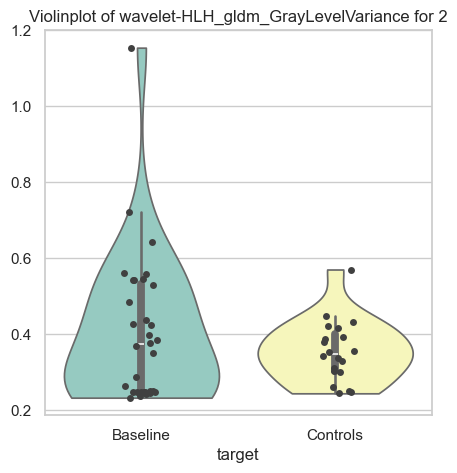 Violinplot of wavelet-HLH_gldm_GrayLevelVariance for 2
1.2
1.0
0.8
0.6
0.4
0.2
Baseline Controls
target